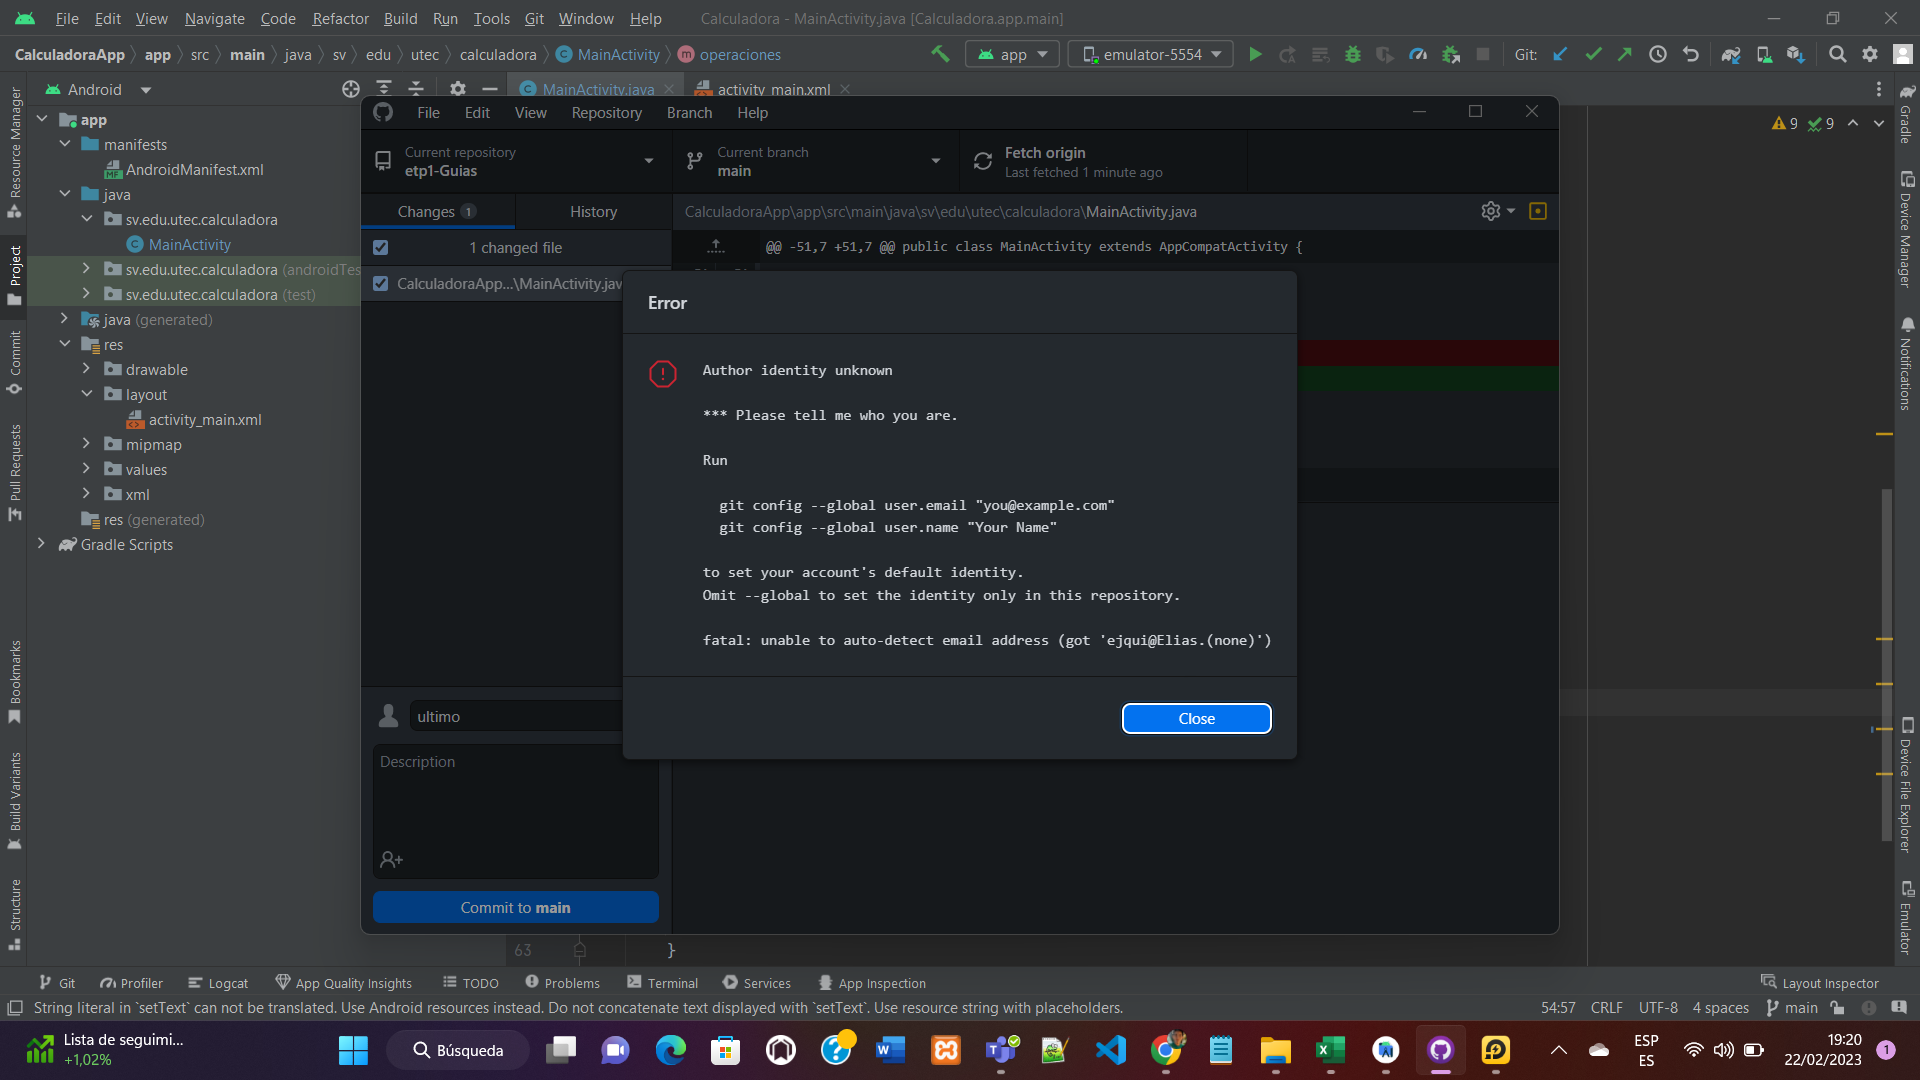 File Edit View Navigate Code Refactor Build Run Tools Git Window Help Calculadora - MainActivity.java [Calculadora.app.main]
CalculadoraApp app src main java sv edu utec calculadora MainActivity operaciones app emulator-5554 Git:
Android MainActivity.java activity_main.xml
File Edit View Repository Branch Help
Current repository
etp1-Guias
Current branch
main
Fetch origin
Last fetched 1 minute ago
Changes 1 History
CalculadoraApp\app\src\main\java\sv\edu\utec\calculadora\MainActivity.java
1 changed file
@@ -51,7 +51,7 @@ public class MainActivity extends AppCompatActivity {
CalculadoraApp...\MainActivity.jav
9 9
Resource Manager
Project
Commit
Pull Requests
Bookmarks
Build Variants
Structure
app
manifests
AndroidManifest.xml
java
sv.edu.utec.calculadora
MainActivity
sv.edu.utec.calculadora (androidTes
sv.edu.utec.calculadora (test)
java (generated)
res
drawable
layout
activity_main.xml
mipmap
values
xml
res (generated)
Gradle Scripts
Error
Author identity unknown
*** Please tell me who you are.
Run
git config --global user.email "you@example.com"
git config --global user.name "Your Name"
to set your account's default identity.
Omit --global to set the identity only in this repository.
fatal: unable to auto-detect email address (got 'ejqui@Elias.(none)')
Close
ultimo
Description
Commit to main
63 }
Gradle
Device Manager
Notifications
Device File Explorer
Emulator
Git Profiler Logcat App Quality Insights TODO Problems Terminal Services App Inspection Layout Inspector
String literal in `setText` can not be translated. Use Android resources instead. Do not concatenate text displayed with `setText`. Use resource string with placeholders. 54:57 CRLF UTF-8 4 spaces main
Lista de seguimi...
+1,02%
Búsqueda
ESP
ES
19:20
22/02/2023
1